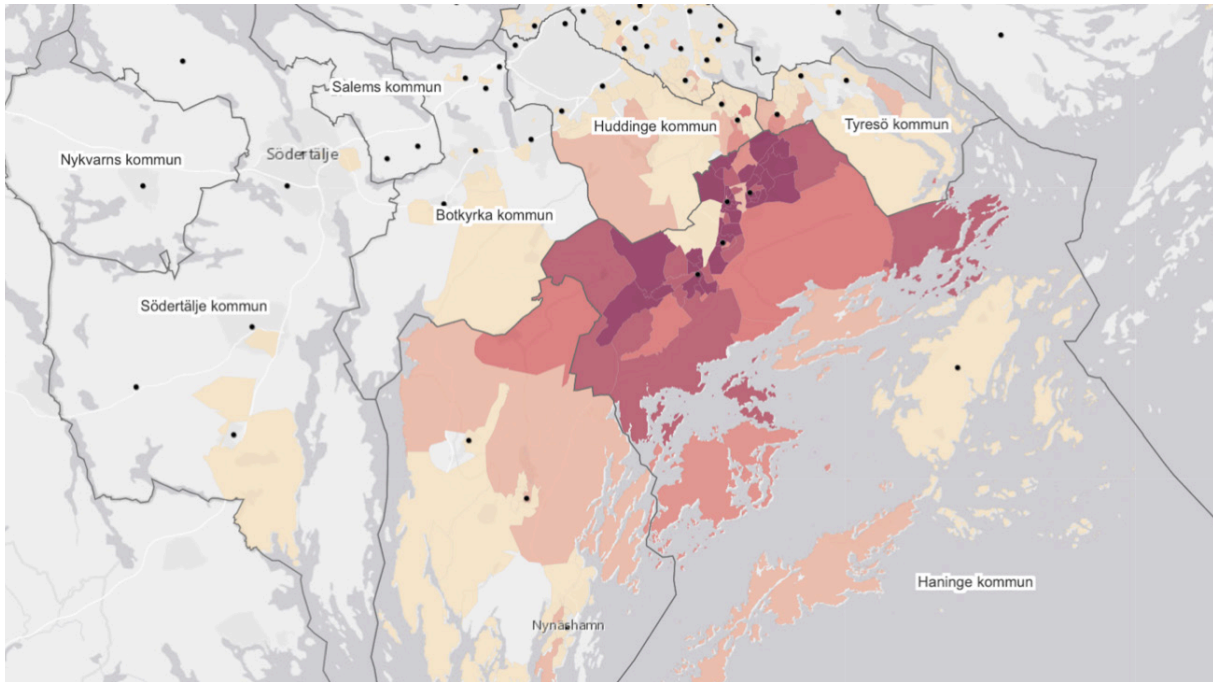 Salems kommun
Huddinge kommun
Tyresö kommun
Nykvarns kommun
Södertälje
Botkyrka kommun
Södertälje kommun
Haninge kommun
Nynäshamn